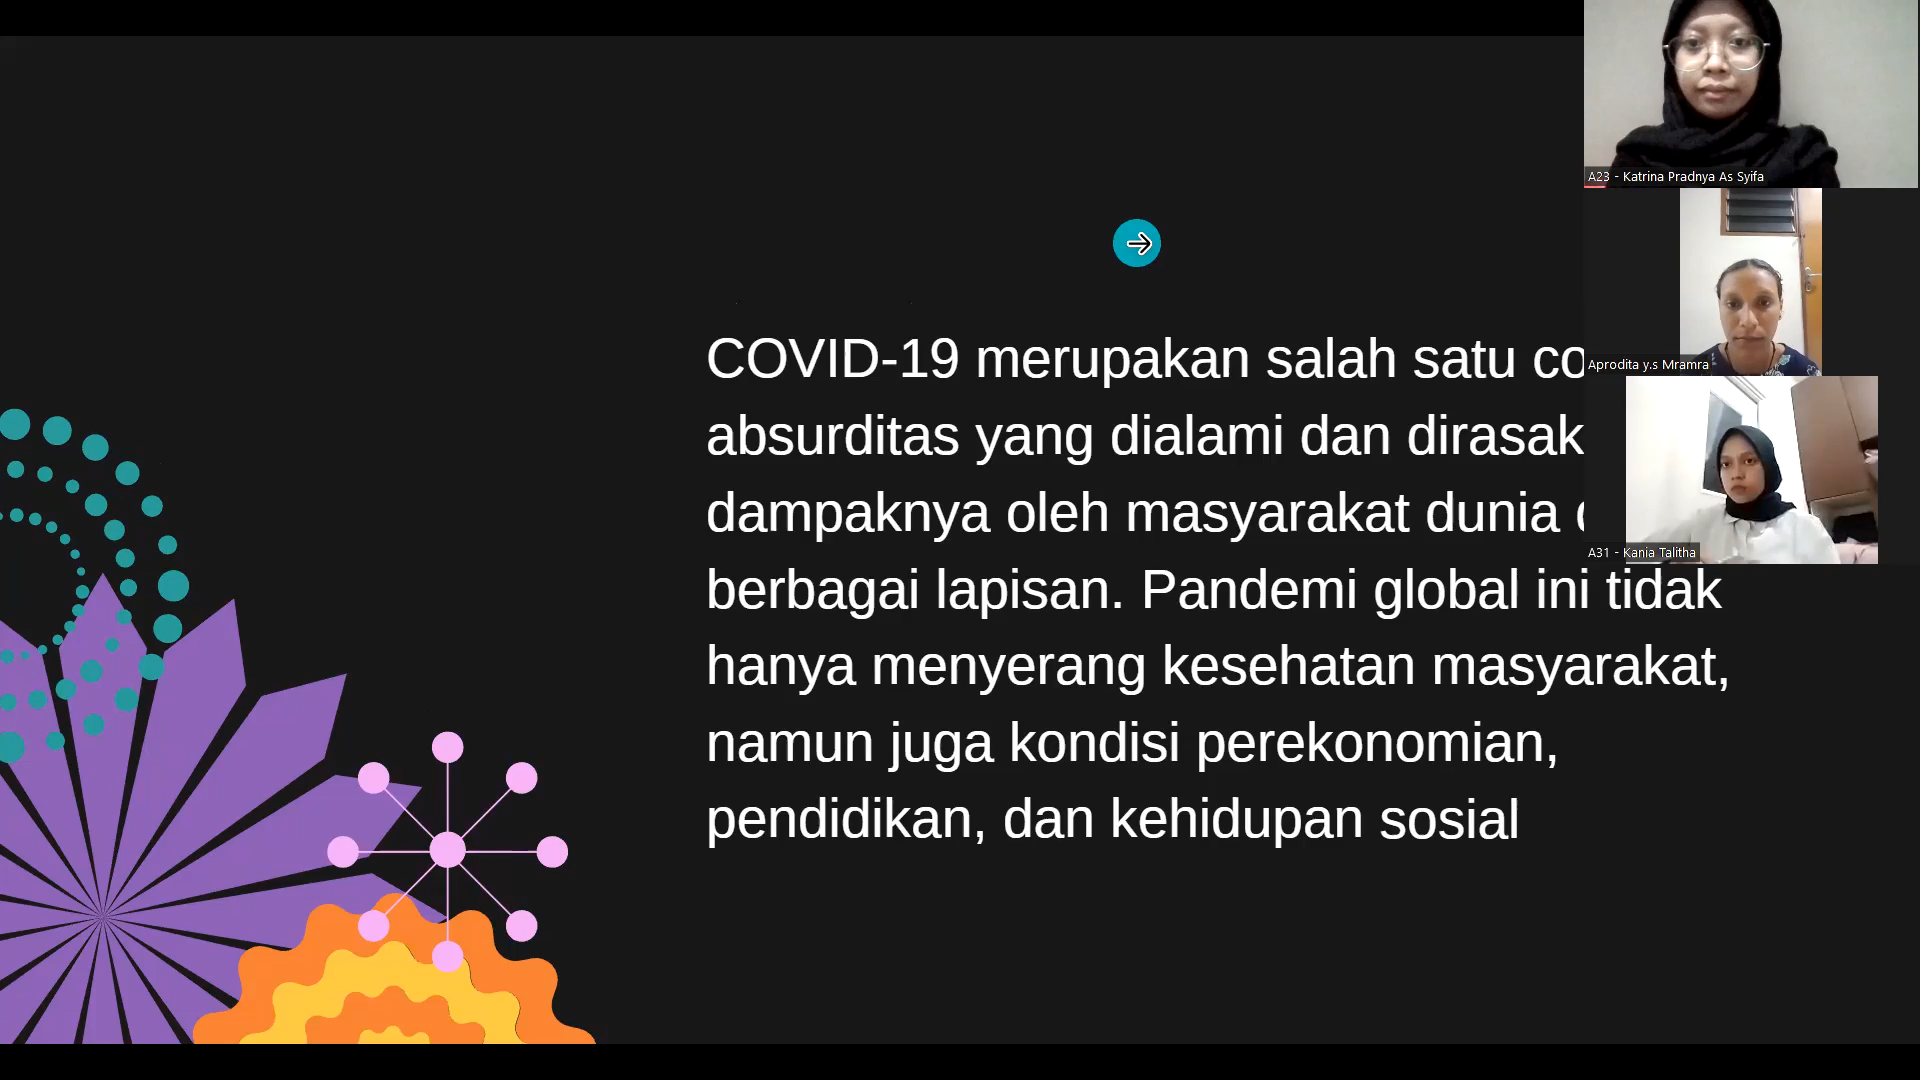 COVID-19 merupakan salah satu
absurditas yang dialami dan
dampaknya oleh masyarakat dunia
berbagai lapisan. Pandemi global ini tidak
hanya menyerang kesehatan masyarakat,
namun juga kondisi perekonomian,
pendidikan, dan kehidupan sosial
A23 - Katrina Pradnya As Syifa
Aprodita y.s Mramra
A31 - Kania Talitha